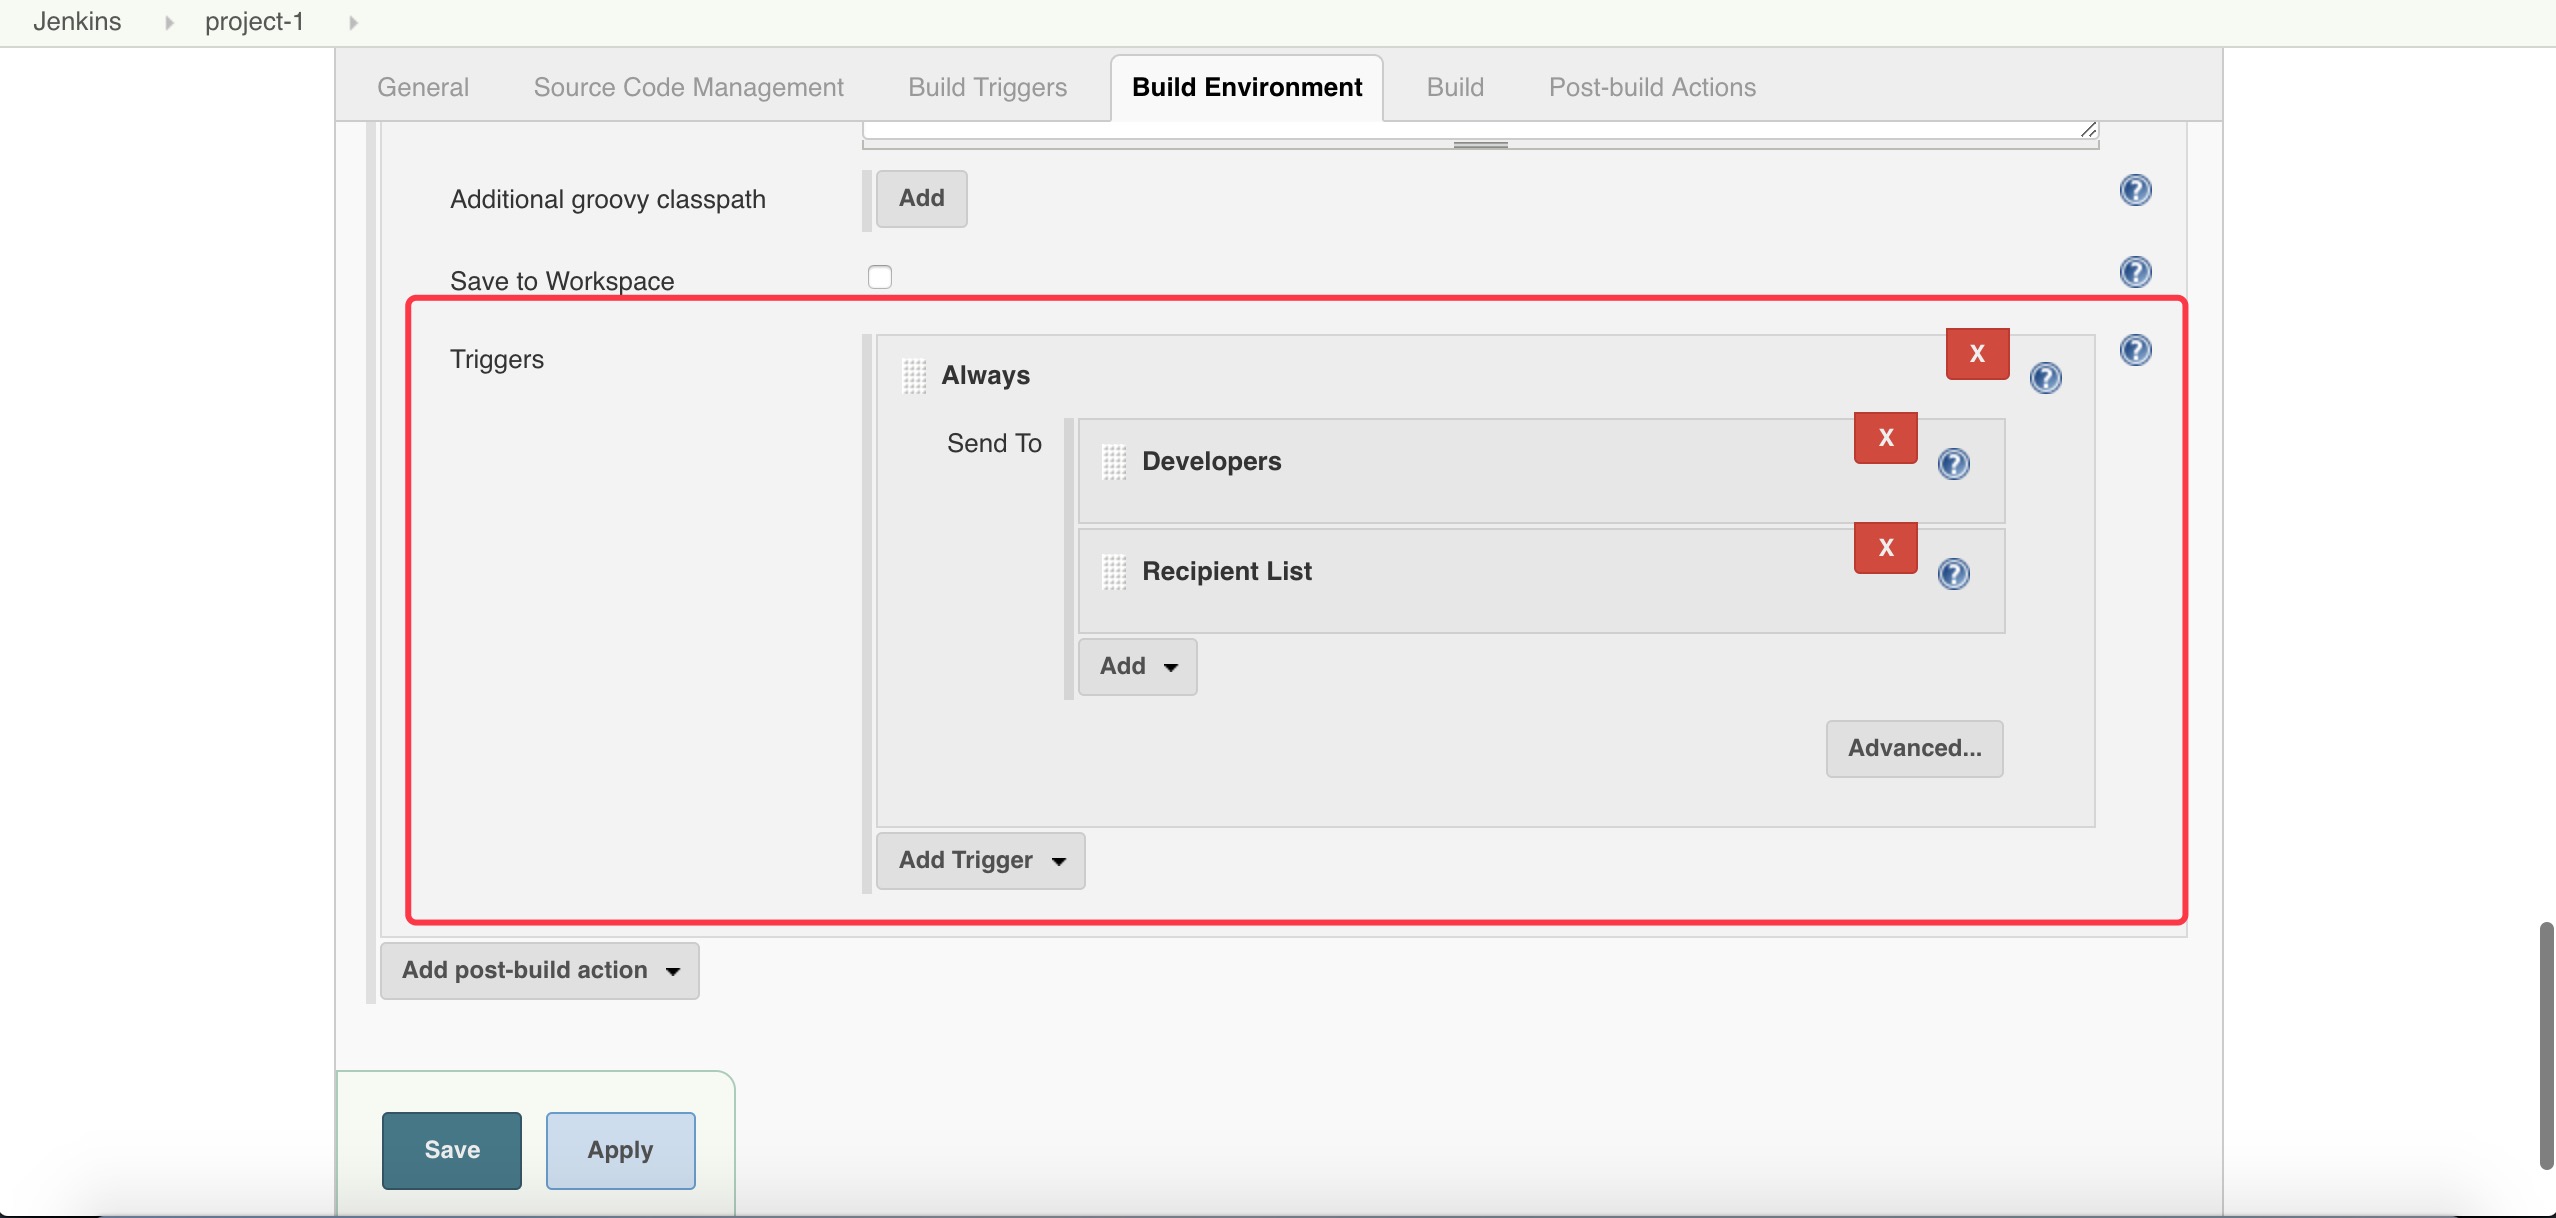 Jenkins project-1
General Source Code Management Build Triggers Build Environment Build Post-build Actions
Additional groovy classpath Add ?
Save to Workspace ?
Triggers X ?
Always ?
Send To X
Developers ?
X
Recipient List ?
Add
Advanced...
Add Trigger
Add post-build action
Save Apply